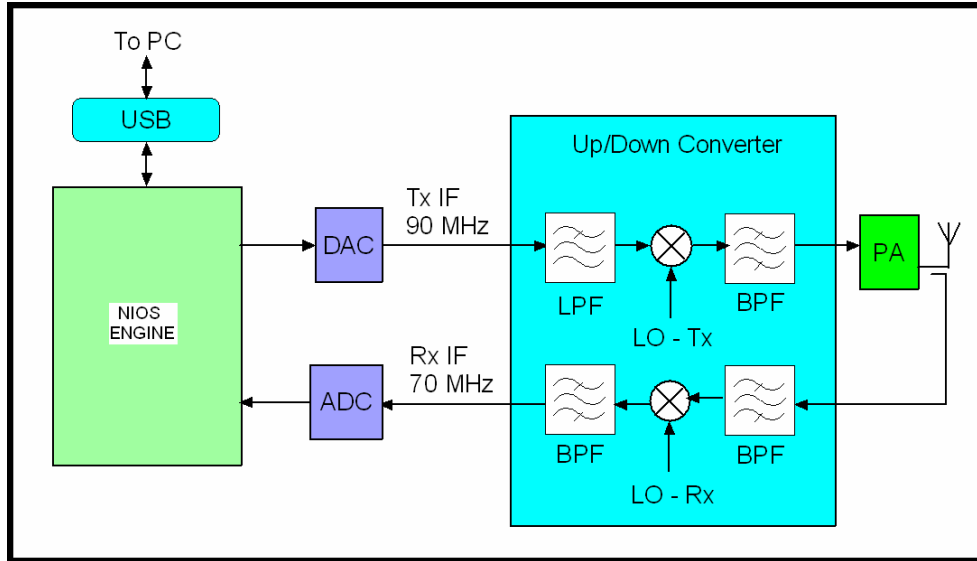 To PC
USB
Up/Down Converter
Tx IF
90 MHz
DAC
PA
LPF
BPF
LO - Tx
NIOS
ENGINE
Rx IF
70 MHz
ADC
BPF
BPF
LO - Rx